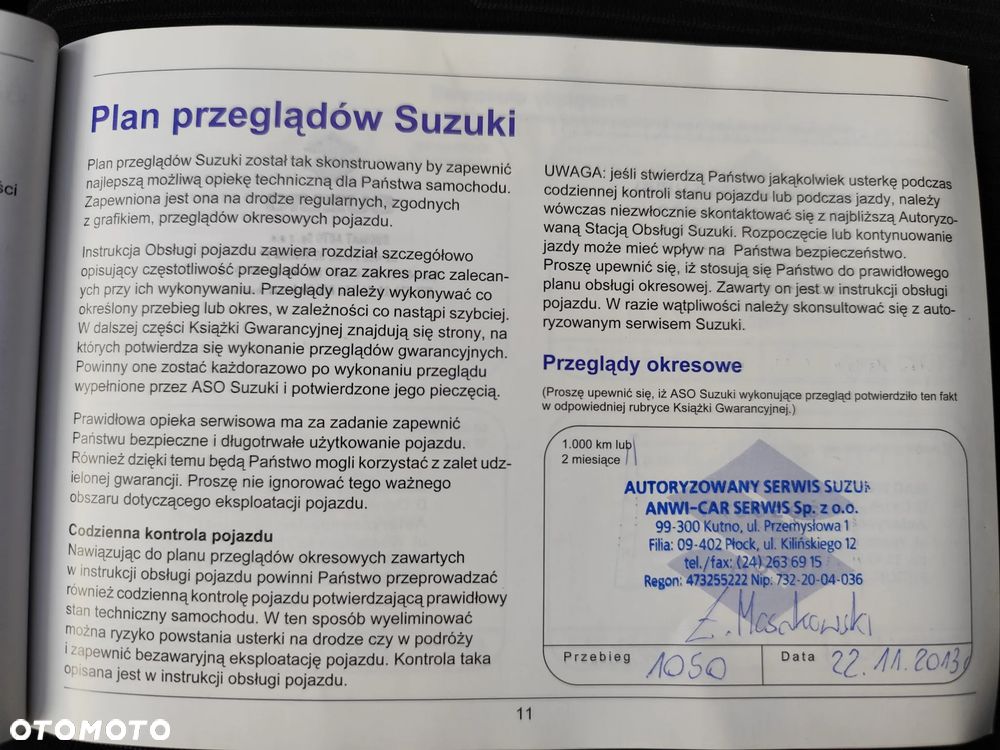 ści
Plan przeglądów Suzuki
Plan przeglądów Suzuki został tak skonstruowany by zapewnić
najlepszą możliwą opiekę techniczną dla Państwa samochodu.
Zapewniona jest ona na drodze regularnych, zgodnych
z grafikiem, przeglądów okresowych pojazdu.
Instrukcja Obsługi pojazdu zawiera rozdział szczegółowo
opisujący częstotliwość przeglądów oraz zakres prac zalecan-
ych przy ich wykonywaniu. Przeglądy należy wykonywać co
określony przebieg lub okres, w zależności co nastąpi szybciej.
W dalszej części Książki Gwarancyjnej znajdują się strony, na
których potwierdza się wykonanie przeglądów gwarancyjnych.
Powinny one zostać każdorazowo po wykonaniu przeglądu
wypełnione przez ASO Suzuki i potwierdzone jego pieczęcią.
Prawidłowa opieka serwisowa ma za zadanie zapewnić
Państwu bezpieczne i długotrwałe użytkowanie pojazdu.
Również dzięki temu będą Państwo mogli korzystać z zalet udz-
ielonej gwarancji. Proszę nie ignorować tego ważnego
obszaru dotyczącego eksploatacji pojazdu.
Codzienna kontrola pojazdu
Nawiązując do planu przeglądów okresowych zawartych
w instrukcji obsługi pojazdu powinni Państwo przeprowadzać
również codzienną kontrolę pojazdu potwierdzającą prawidłowy
stan techniczny samochodu. W ten sposób wyeliminować
można ryzyko powstania usterki na drodze czy w podróży
i zapewnić bezawaryjną eksploatację pojazdu. Kontrola taka
opisana jest w instrukcji obsługi pojazdu.
UWAGA: jeśli stwierdzą Państwo jakąkolwiek usterkę podczas
codziennej kontroli stanu pojazdu lub podczas jazdy, należy
wówczas niezwłocznie skontaktować się z najbliższą Autoryzo-
waną Stacją Obsługi Suzuki. Rozpoczęcie lub kontynuowanie
jazdy może mieć wpływ na Państwa bezpieczeństwo.
Proszę upewnić się, iż stosują się Państwo do prawidłowego
planu obsługi okresowej. Zawarty on jest w instrukcji obsługi
pojazdu. W razie wątpliwości należy skonsultować się z auto-
ryzowanym serwisem Suzuki.
Przeglądy okresowe
(Proszę upewnić się, iż ASO Suzuki wykonujące przegląd potwierdziło ten fakt
w odpowiedniej rubryce Książki Gwarancyjnej.)
1.000 km lub
2 miesiące
AUTORYZOWANY SERWIS SUZUK
ANWI-CAR SERWIS Sp. z o.o.
99-300 Kutno, ul. Przemysłowa 1
Filia: 09-402 Płock, ul. Kilińskiego 12
tel./fax: (24) 263 69 15
Regon: 473255222 Nip: 732-20-04-036
Przebieg 1050 Data 22.11.2013
11
OTOMOTO